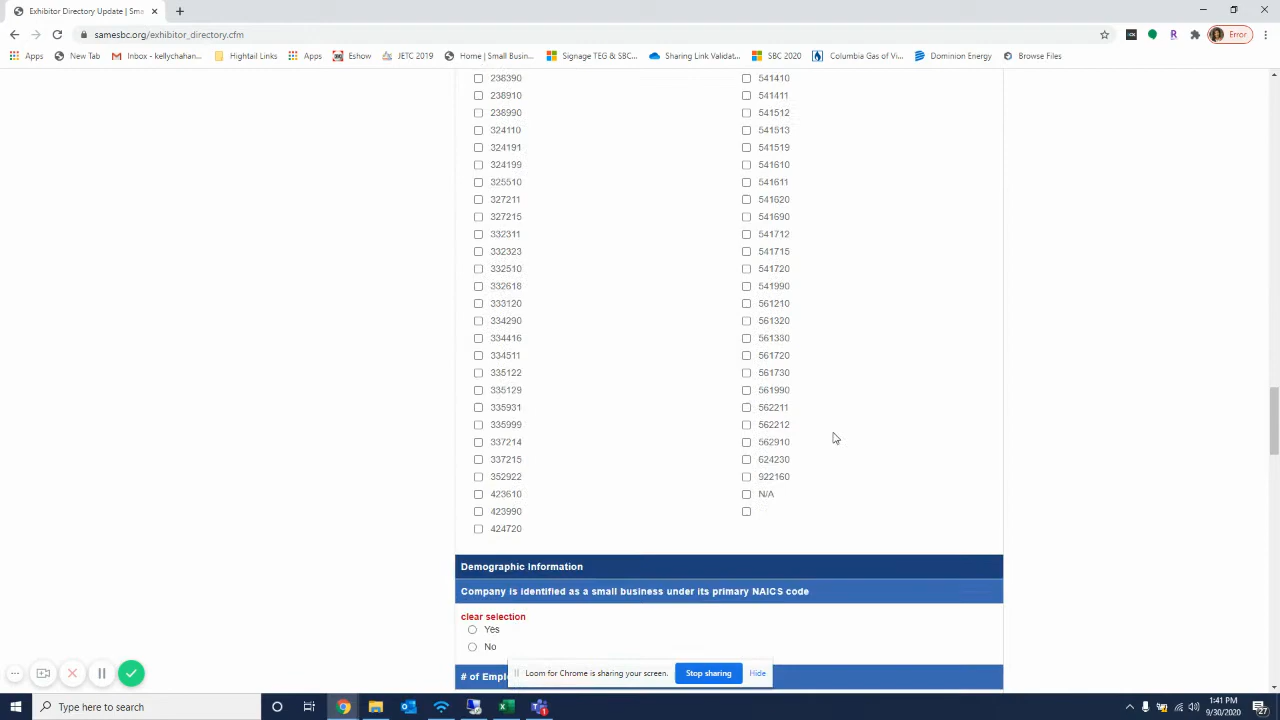 Exhibitor Directory Update | Sma
samesbc.org/exhibitor_directory.cfm
Error
Apps
New Tab
Inbox - kellychahan...
Hightail Links
Apps
Eshow
JETC 2019
Home | Small Busin...
Signage TEG & SBC...
Sharing Link Validat...
SBC 2020
Columbia Gas of Vi...
Dominion Energy
Browse Files
238390
238910
238990
324110
324191
324199
325510
327211
327215
332311
332323
332510
332618
333120
334290
334416
334511
335122
335129
335931
335999
337214
337215
352922
423610
423990
424720
541410
541411
541512
541513
541519
541610
541611
541620
541690
541712
541715
541720
541990
561210
561320
561330
561720
561730
561990
562211
562212
562910
624230
922160
N/A
Demographic Information
Company is identified as a small business under its primary NAICS code
clear selection
Yes
No
# of Empl
Loom for Chrome is sharing your screen.
Stop sharing
Hide
Type here to search
1:41 PM
9/30/2020
27